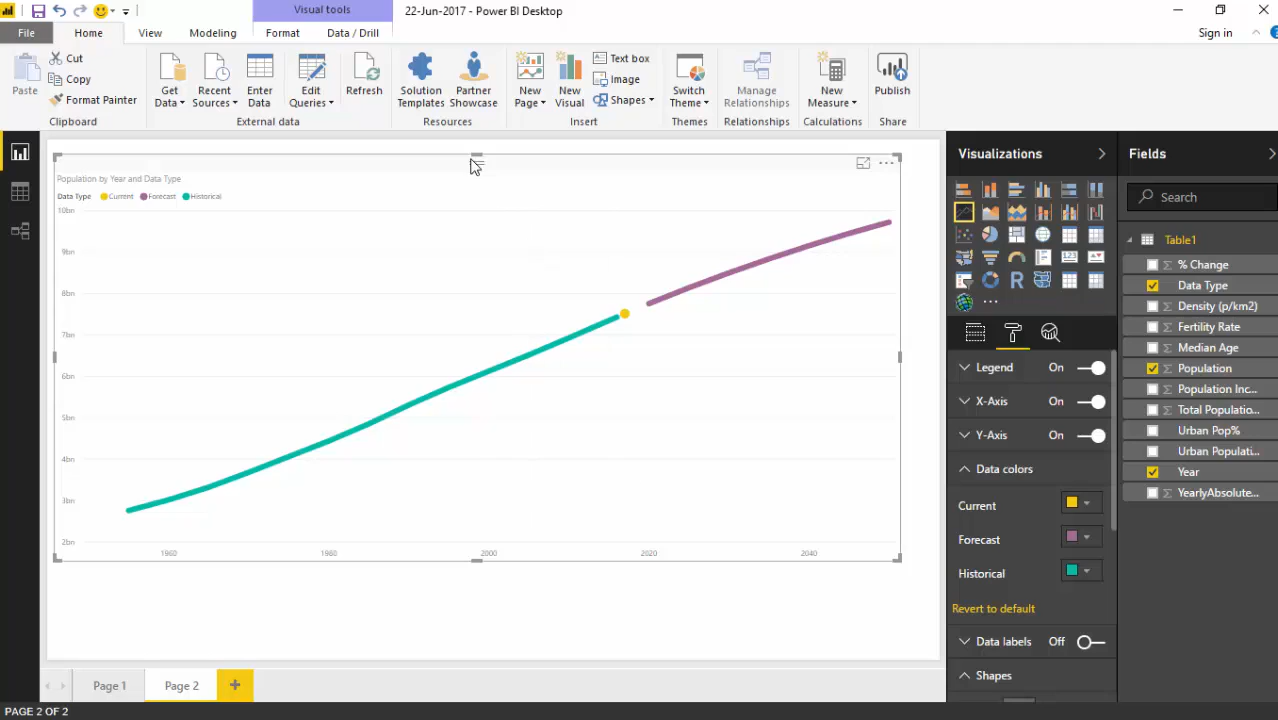 Visual tools
22-Jun-2017 - Power BI Desktop
File Home View Modeling Format Data / Drill Sign in
Paste
Cut
Copy
Format Painter
Clipboard
Get Data
Recent Sources
Enter Data
Edit Queries
Refresh
External data
Solution Templates
Partner Showcase
Resources
New Page
New Visual
Text box
Image
Shapes
Insert
Switch Theme
Themes
Manage Relationships
Relationships
New Measure
Calculations
Publish
Share
Population by Year and Data Type
Data Type Current Forecast Historical
10bn
9bn
8bn
7bn
6bn
5bn
4bn
3bn
2bn
1960 1980 2000 2020 2040
Visualizations
R
Legend On
X-Axis On
Y-Axis On
Data colors
Current
Forecast
Historical
Revert to default
Data labels Off
Shapes
Fields
Search
Table1
% Change
Data Type
Density (p/km2)
Fertility Rate
Median Age
Population
Population Inc...
Total Populatio...
Urban Pop%
Urban Populati...
Year
YearlyAbsolute...
Page 1 Page 2
PAGE 2 OF 2